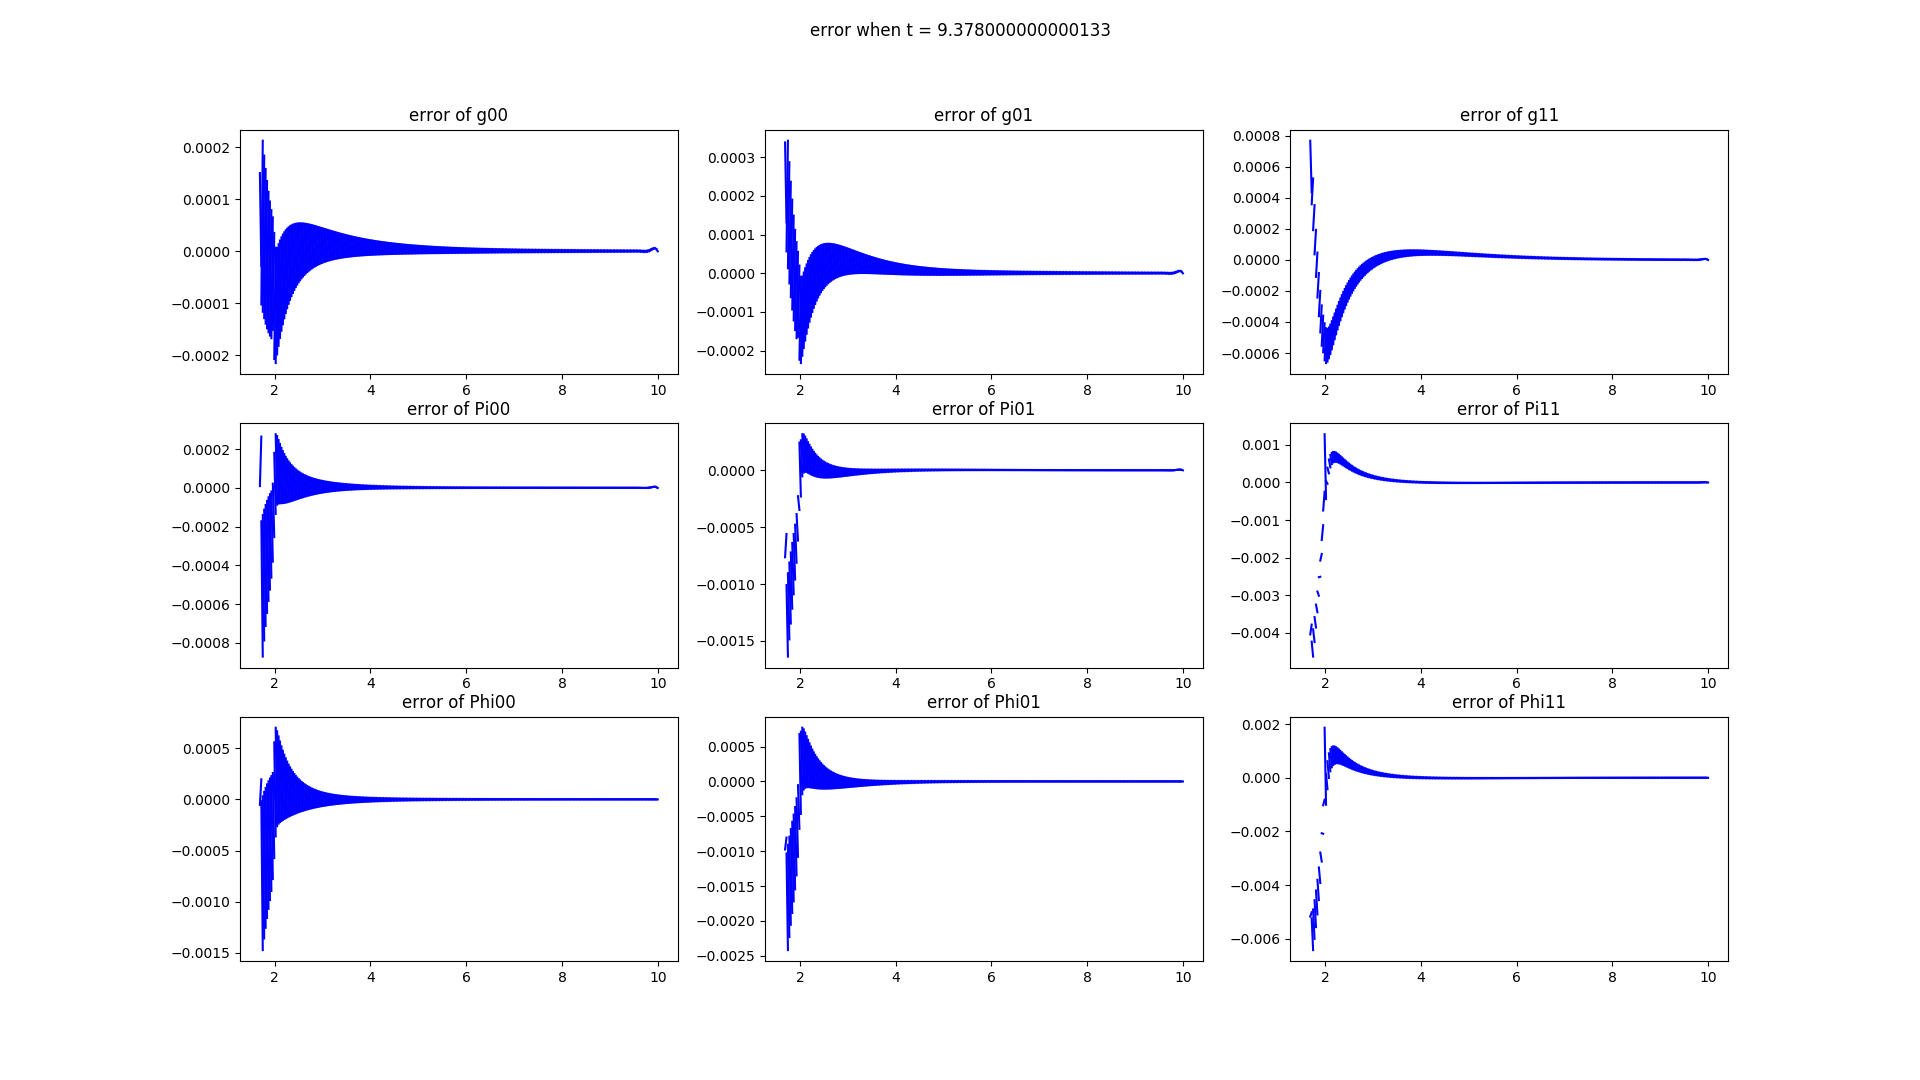 error when t = 9.378000000000133
error of g00
error of g01
error of g11
0.0002
0.0001
0.0000
−0.0001
−0.0002
2 4 6 8 10
0.0003
0.0002
0.0001
0.0000
−0.0001
−0.0002
2 4 6 8 10
0.0008
0.0006
0.0004
0.0002
0.0000
−0.0002
−0.0004
−0.0006
2 4 6 8 10
error of Pi00
error of Pi01
error of Pi11
0.0002
0.0000
−0.0002
−0.0004
−0.0006
−0.0008
2 4 6 8 10
0.0000
−0.0005
−0.0010
−0.0015
2 4 6 8 10
0.001
0.000
−0.001
−0.002
−0.003
−0.004
2 4 6 8 10
error of Phi00
error of Phi01
error of Phi11
0.0005
0.0000
−0.0005
−0.0010
−0.0015
2 4 6 8 10
0.0005
0.0000
−0.0005
−0.0010
−0.0015
−0.0020
−0.0025
2 4 6 8 10
0.002
0.000
−0.002
−0.004
−0.006
2 4 6 8 10